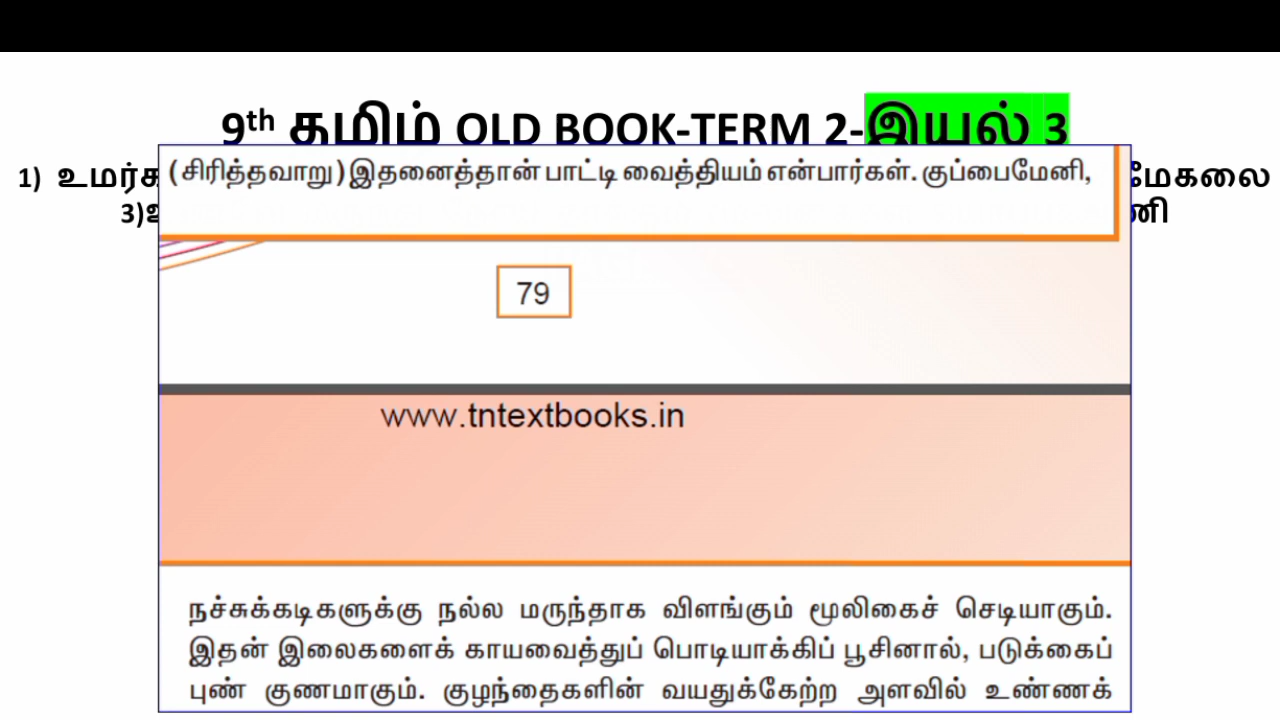 9th தமிழ் OLD BOOK-TERM 2-இயல் 3
1) உமர்க மேகலை
3) ணி
(சிரித்தவாறு) இதனைத்தான் பாட்டி வைத்தியம் என்பார்கள். குப்பைமேனி,
79
www.tntextbooks.in
நச்சுக்கடிகளுக்கு நல்ல மருந்தாக விளங்கும் மூலிகைச் செடியாகும்.
இதன் இலைகளைக் காயவைத்துப் பொடியாக்கிப் பூசினால், படுக்கைப்
புண் குணமாகும். குழந்தைகளின் வயதுக்கேற்ற அளவில் உண்ணக்